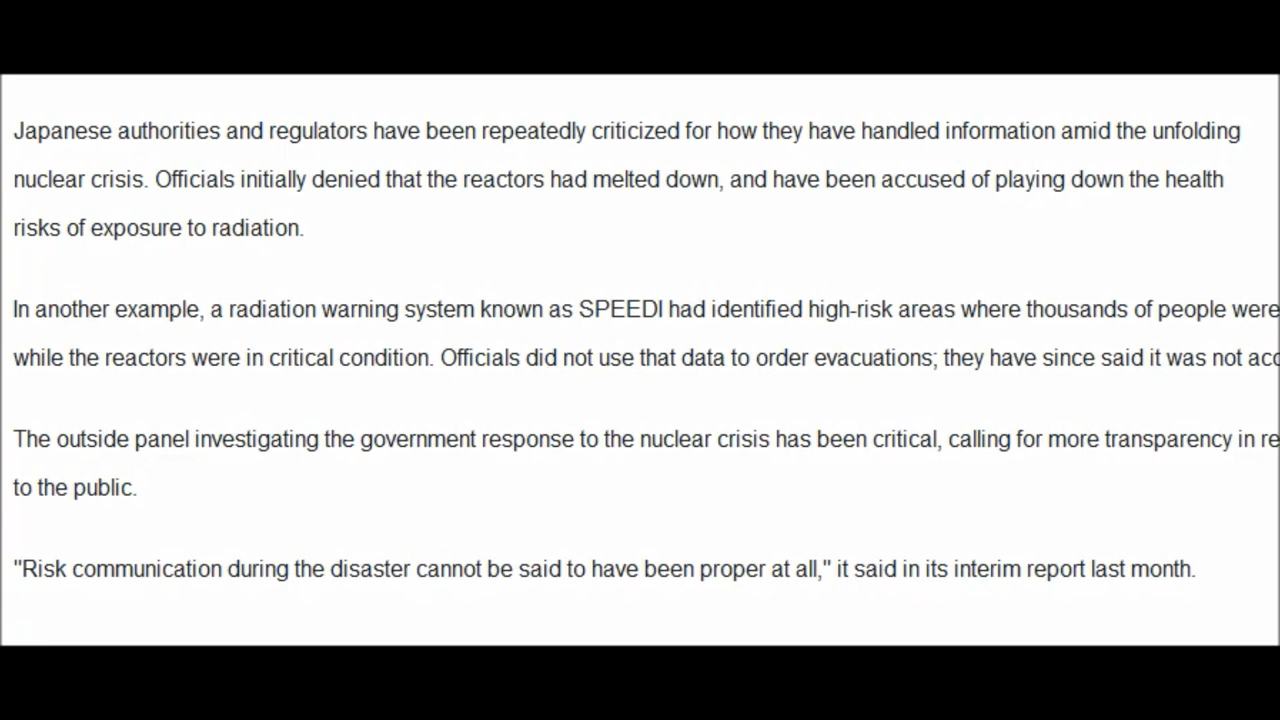 Japanese authorities and regulators have been repeatedly criticized for how they have handled information amid the unfolding
nuclear crisis. Officials initially denied that the reactors had melted down, and have been accused of playing down the health
risks of exposure to radiation.
In another example, a radiation warning system known as SPEEDI had identified high-risk areas where thousands of people were
while the reactors were in critical condition. Officials did not use that data to order evacuations; they have since said it was not
The outside panel investigating the government response to the nuclear crisis has been critical, calling for more transparency in
to the public.
"Risk communication during the disaster cannot be said to have been proper at all," it said in its interim report last month.